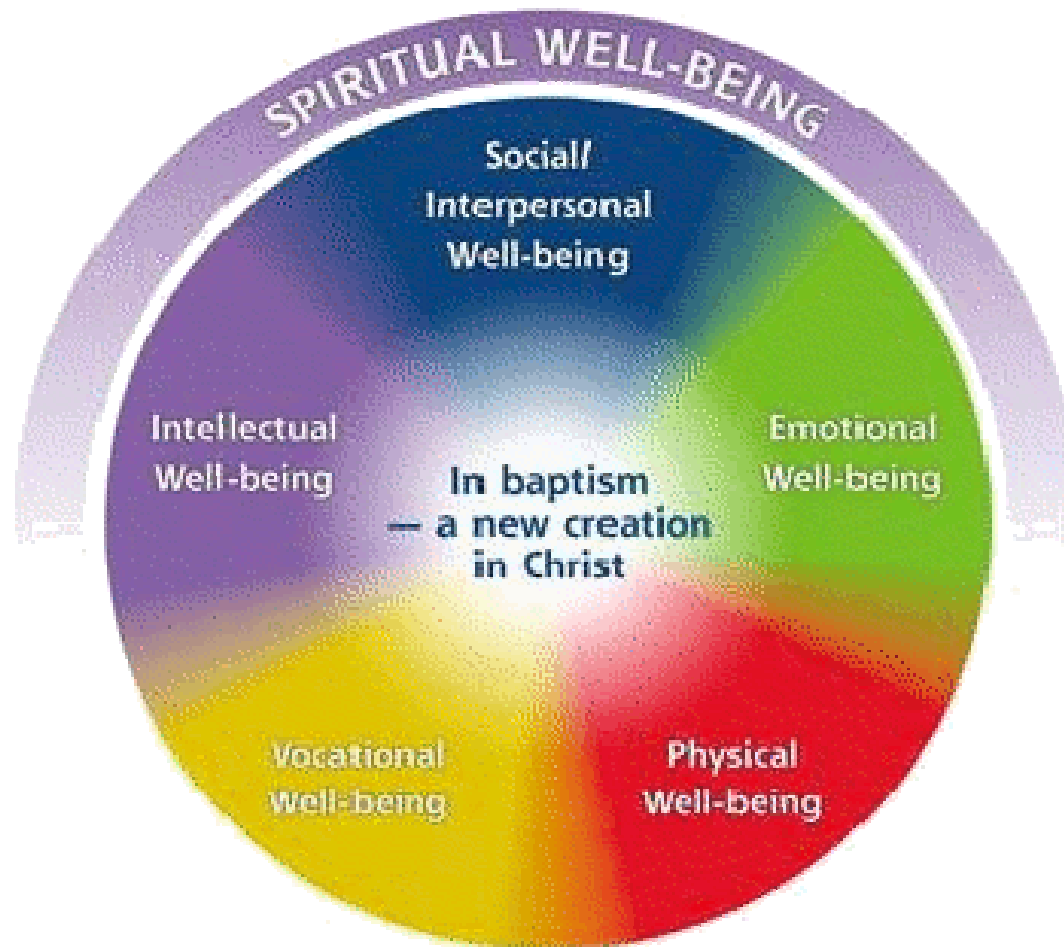 SPIRITUAL WELL-BEING
Social/
Interpersonal
Well-being
Intellectual
Well-being
Emotional
Well-being
In baptism
— a new creation
in Christ
Vocational
Well-being
Physical
Well-being